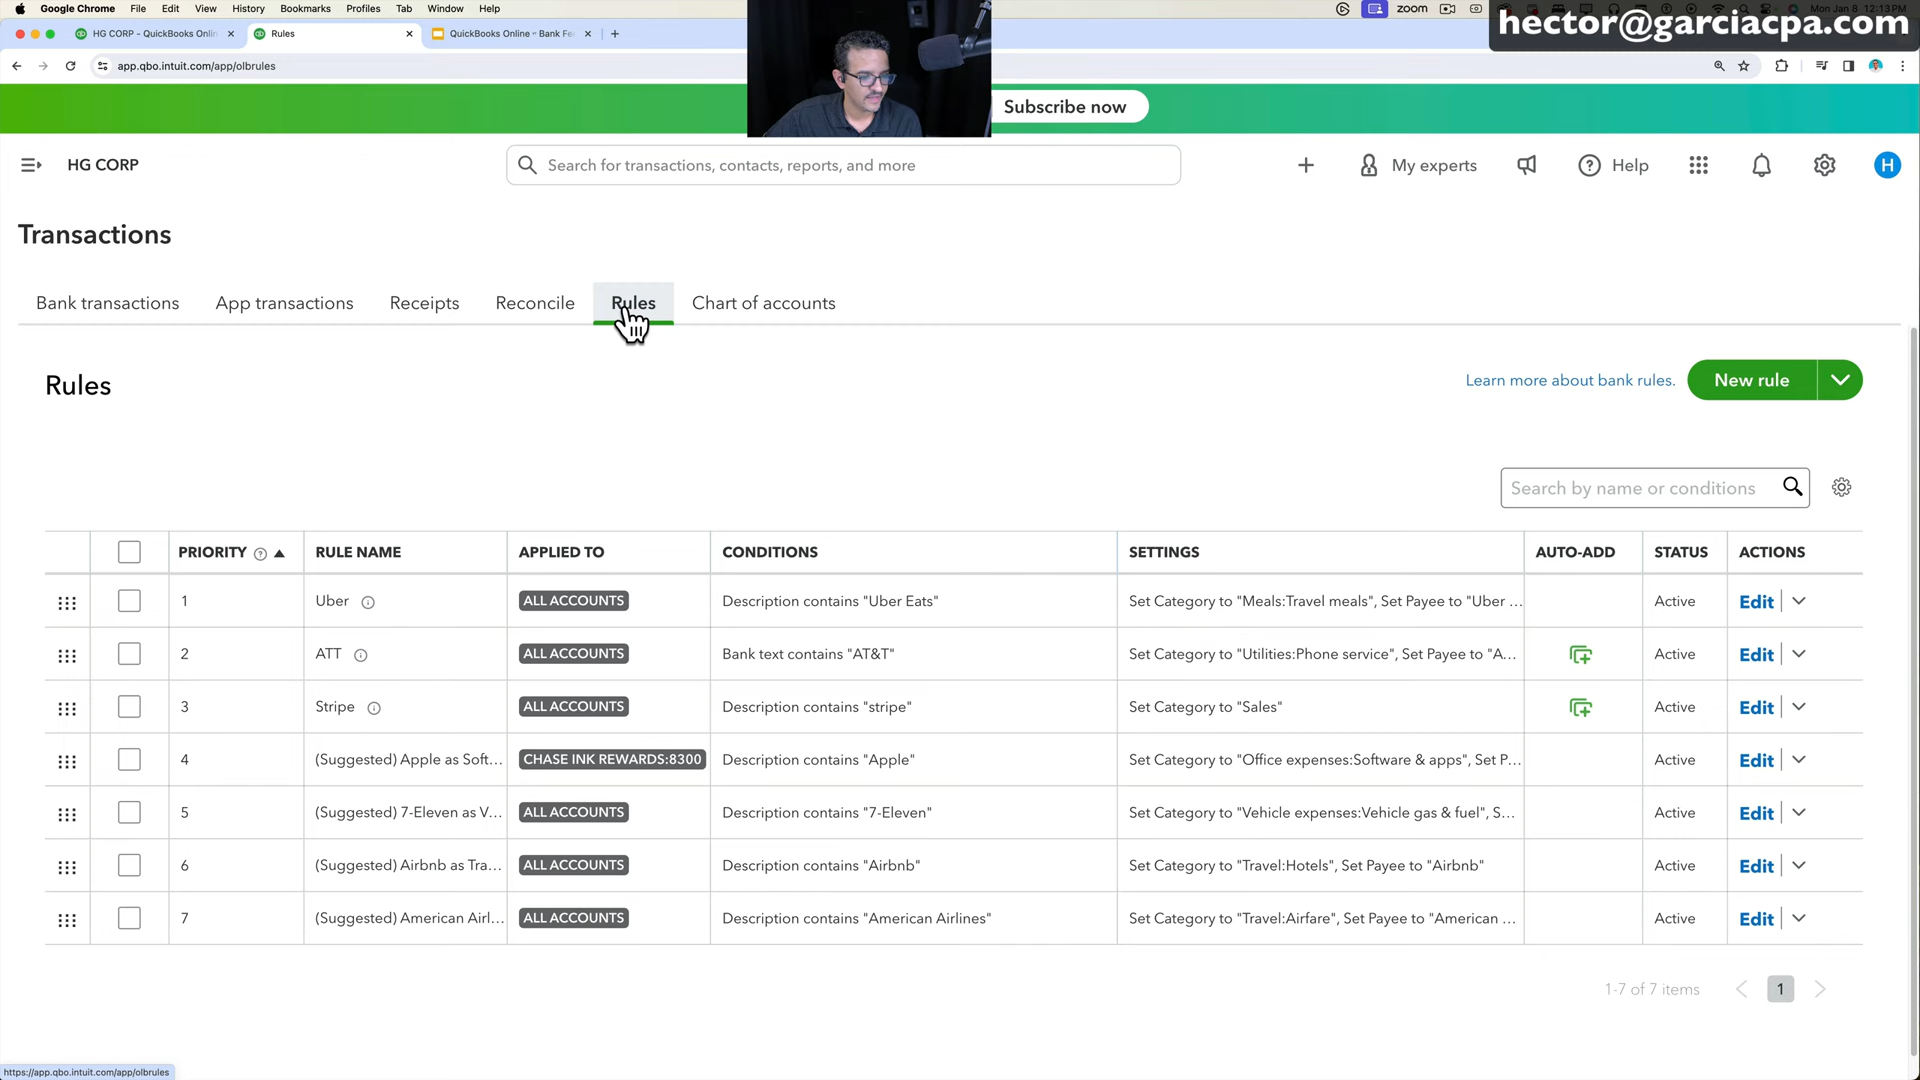 Google Chrome File Edit View History Bookmarks Profiles Tab Window Help
zoom
Mon Jan 8 12:13 PM
hector@garciacpa.com
HG CORP - QuickBooks Onlin
Rules
QuickBooks Online – Bank Fe
app.qbo.intuit.com/app/olbrules
Subscribe now
HG CORP
Search for transactions, contacts, reports, and more
My experts
Help
H
Transactions
Bank transactions App transactions Receipts Reconcile Rules Chart of accounts
Rules
Learn more about bank rules.
New rule
Search by name or conditions
PRIORITY RULE NAME APPLIED TO CONDITIONS SETTINGS AUTO-ADD STATUS ACTIONS
1 Uber ALL ACCOUNTS Description contains "Uber Eats" Set Category to "Meals:Travel meals", Set Payee to "Uber ... Active Edit
2 ATT ALL ACCOUNTS Bank text contains "AT&T" Set Category to "Utilities:Phone service", Set Payee to "A... Active Edit
3 Stripe ALL ACCOUNTS Description contains "stripe" Set Category to "Sales" Active Edit
4 (Suggested) Apple as Soft... CHASE INK REWARDS:8300 Description contains "Apple" Set Category to "Office expenses:Software & apps", Set P... Active Edit
5 (Suggested) 7-Eleven as V... ALL ACCOUNTS Description contains "7-Eleven" Set Category to "Vehicle expenses:Vehicle gas & fuel", S... Active Edit
6 (Suggested) Airbnb as Tra... ALL ACCOUNTS Description contains "Airbnb" Set Category to "Travel:Hotels", Set Payee to "Airbnb" Active Edit
7 (Suggested) American Airl... ALL ACCOUNTS Description contains "American Airlines" Set Category to "Travel:Airfare", Set Payee to "American ... Active Edit
1-7 of 7 items
1
https://app.qbo.intuit.com/app/olbrules